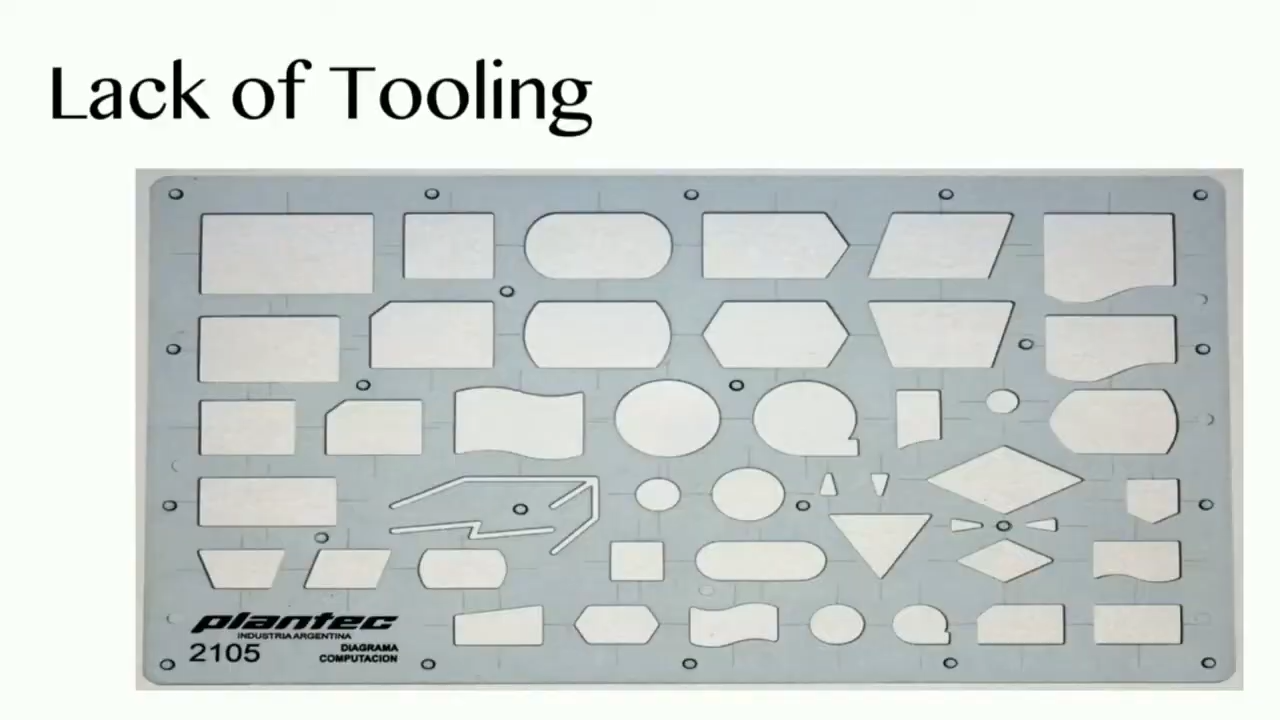 Lack of Tooling
plantec
INDUSTRIA ARGENTINA
2105
DIAGRAMA
COMPUTACION